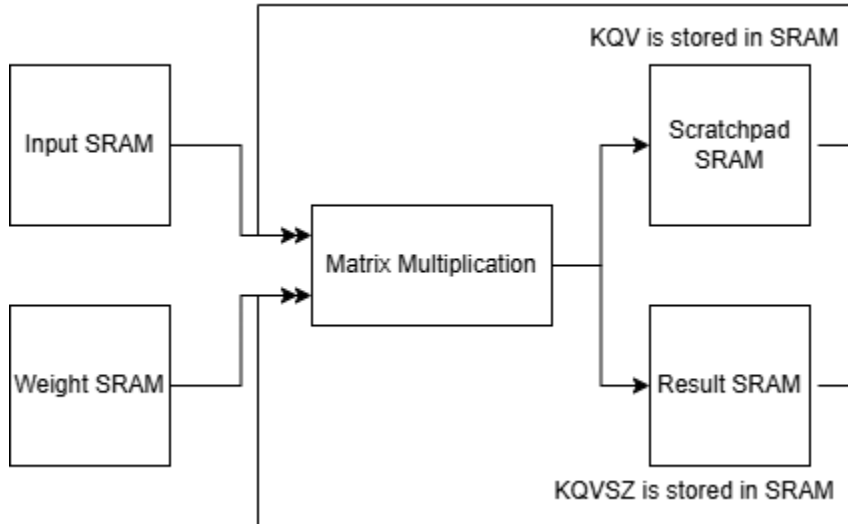 KQV is stored in SRAM
Input SRAM
Scratchpad
SRAM
Matrix Multiplication
Weight SRAM
Result SRAM
KQVSZ is stored in SRAM